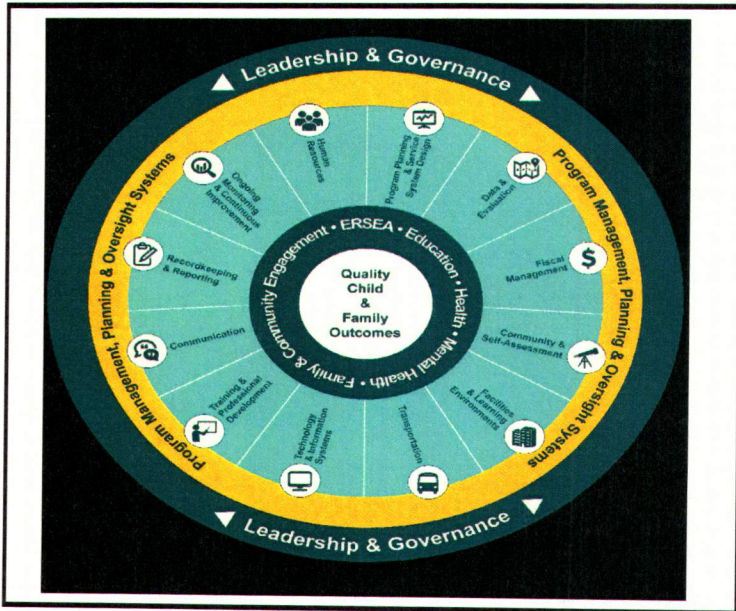 Leadership & Governance
Program Management, Planning & Oversight Systems
Program Management, Planning & Oversight Systems
Program Planning
& Service
System Design
Data &
Evaluation
Fiscal
Management
Community &
Self-Assessment
Facilities
& Learning
Environments
Transportation
Technology
& Information
Systems
Training &
Professional
Development
Communication
Recordkeeping
& Reporting
Ongoing
Monitoring
& Continuous
Improvement
Human
Resources
Family & Community Engagement • ERSEA • Education • Health • Mental Health •
Quality
Child
&
Family
Outcomes
Leadership & Governance